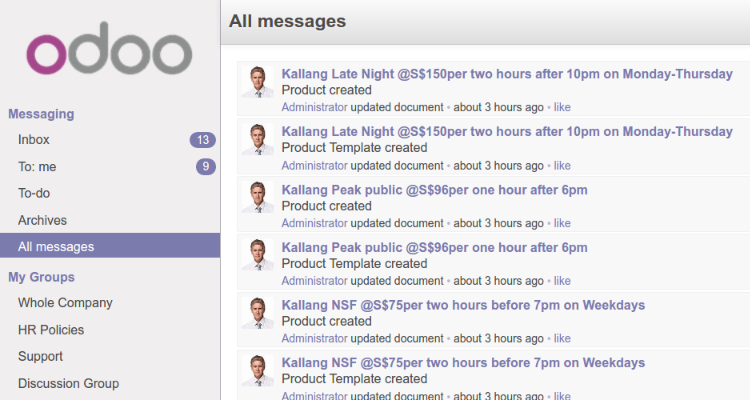 odoo
Messaging
Inbox 13
To: me 9
To-do
Archives
All messages
My Groups
Whole Company
HR Policies
Support
Discussion Group
All messages
Kallang Late Night @S$150per two hours after 10pm on Monday-Thursday
Product created
Administrator updated document • about 3 hours ago • like
Kallang Late Night @S$150per two hours after 10pm on Monday-Thursday
Product Template created
Administrator updated document • about 3 hours ago • like
Kallang Peak public @S$96per one hour after 6pm
Product created
Administrator updated document • about 3 hours ago • like
Kallang Peak public @S$96per one hour after 6pm
Product Template created
Administrator updated document • about 3 hours ago • like
Kallang NSF @S$75per two hours before 7pm on Weekdays
Product created
Administrator updated document • about 3 hours ago • like
Kallang NSF @S$75per two hours before 7pm on Weekdays
Product Template created
Administrator updated document • about 3 hours ago • like